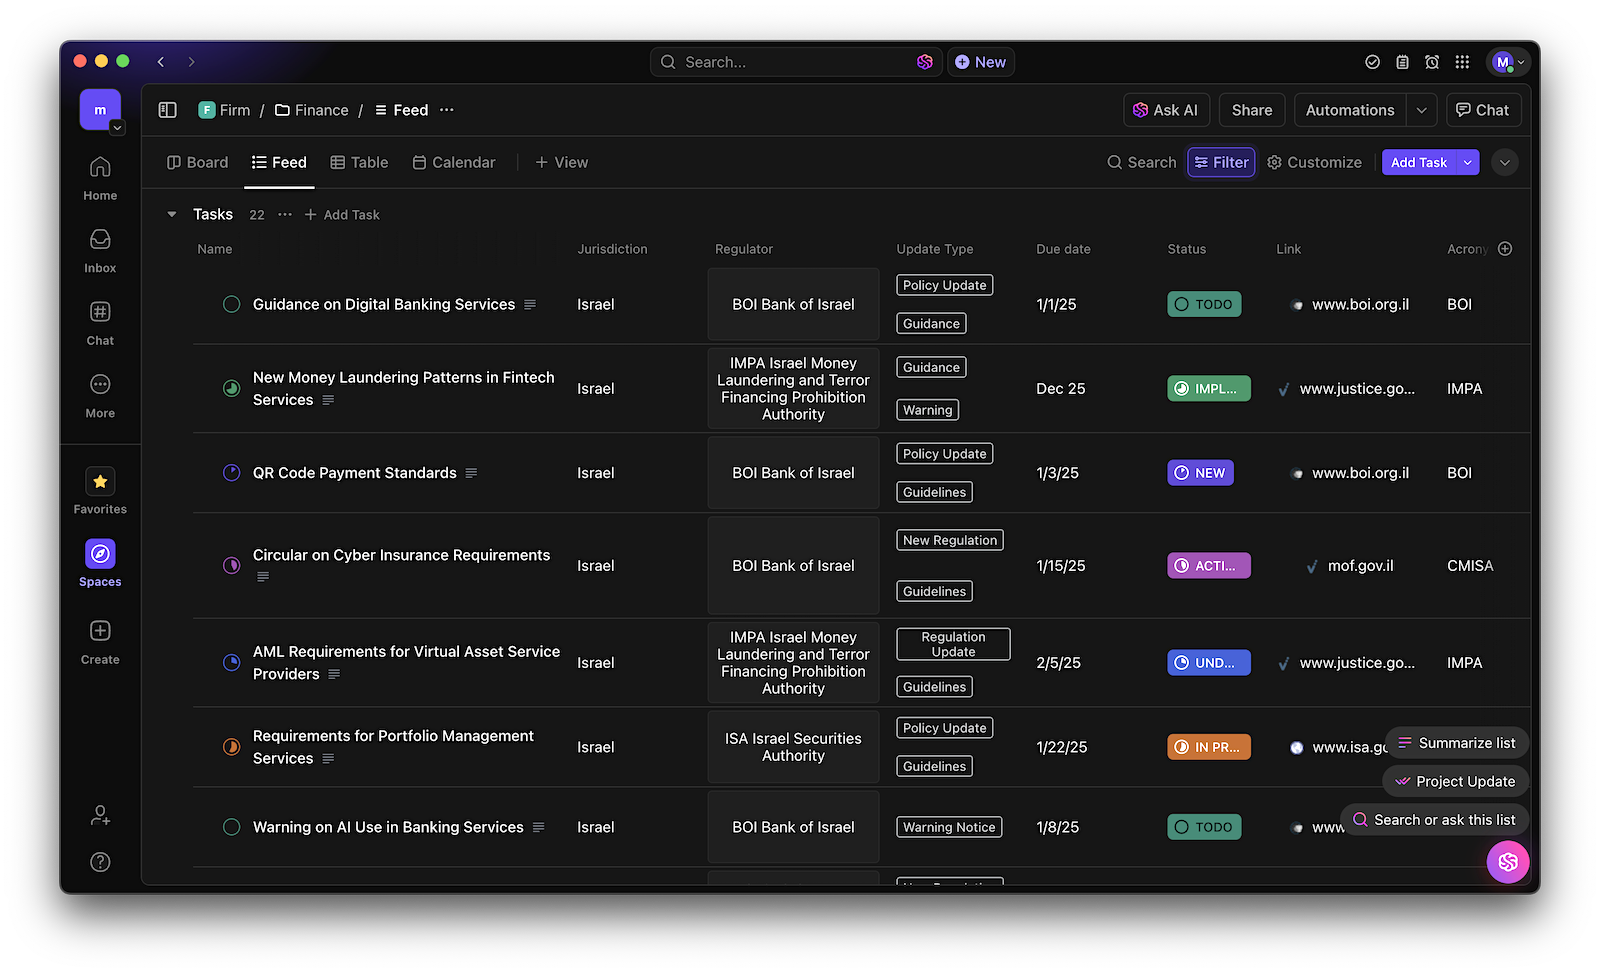 Search...
New
M
m
F Firm / Finance / Feed ...
Ask AI
Share
Automations
Chat
Home
Inbox
Chat
More
Favorites
Spaces
Create
Board
Feed
Table
Calendar
+ View
Search
Filter
Customize
Add Task
Tasks 22 ... + Add Task
Name
Jurisdiction
Regulator
Update Type
Due date
Status
Link
Acrony
Guidance on Digital Banking Services
Israel
BOI Bank of Israel
Policy Update
Guidance
1/1/25
TODO
www.boi.org.il
BOI
New Money Laundering Patterns in Fintech
Services
Israel
IMPA Israel Money
Laundering and Terror
Financing Prohibition
Authority
Guidance
Warning
Dec 25
IMPL...
www.justice.go...
IMPA
QR Code Payment Standards
Israel
BOI Bank of Israel
Policy Update
Guidelines
1/3/25
NEW
www.boi.org.il
BOI
Circular on Cyber Insurance Requirements
Israel
BOI Bank of Israel
New Regulation
Guidelines
1/15/25
ACTI...
mof.gov.il
CMISA
AML Requirements for Virtual Asset Service
Providers
Israel
IMPA Israel Money
Laundering and Terror
Financing Prohibition
Authority
Regulation
Update
Guidelines
2/5/25
UND...
www.justice.go...
IMPA
Requirements for Portfolio Management
Services
Israel
ISA Israel Securities
Authority
Policy Update
Guidelines
1/22/25
IN PR...
www.isa.go
Warning on AI Use in Banking Services
Israel
BOI Bank of Israel
Warning Notice
1/8/25
TODO
www
Summarize list
Project Update
Search or ask this list